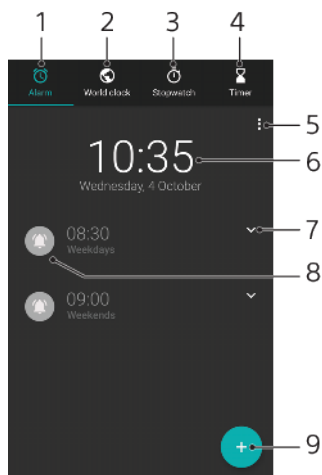 1 2 3 4
Alarm World clock Stopwatch Timer
5
10:35 6
Wednesday, 4 October
08:30 7
Weekdays
8
09:00
Weekends
+ 9